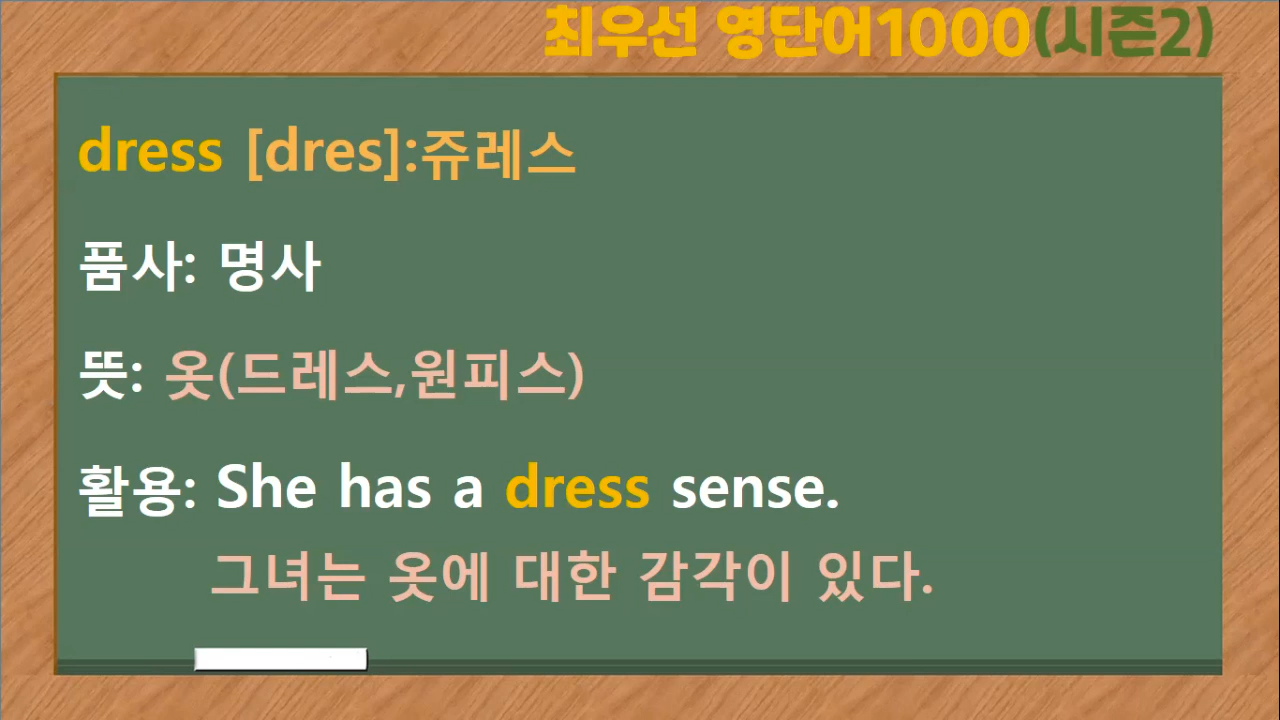 최우선 영단어1000(시즌2)
dress [dres]:쥬레스
품사: 명사
뜻: 옷(드레스,원피스)
활용: She has a dress sense.
그녀는 옷에 대한 감각이 있다.